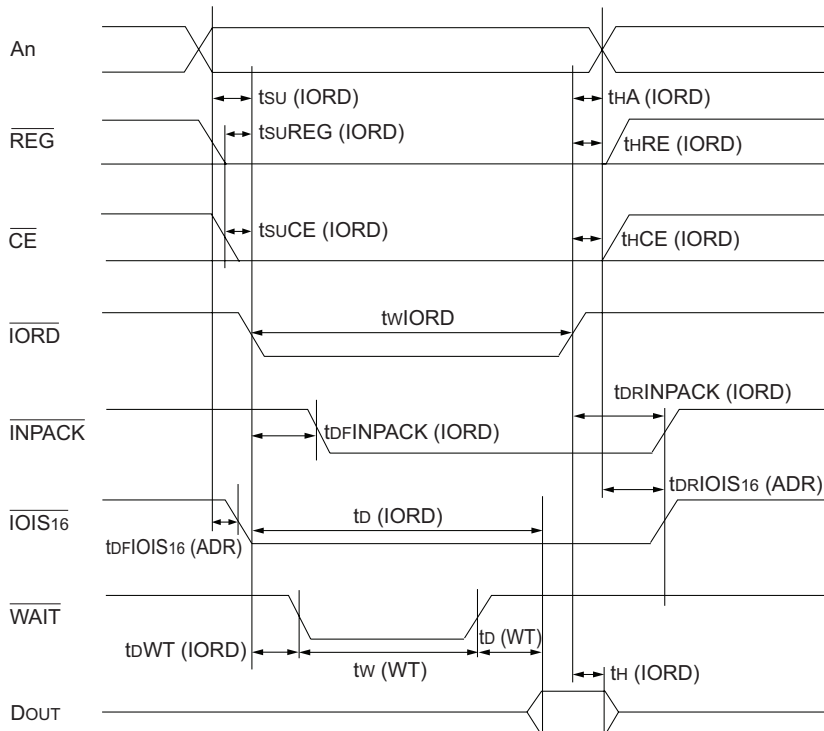 An
tSU (IORD)
tHA (IORD)
REG
tSUREG (IORD)
tHRE (IORD)
CE
tSUCE (IORD)
tHCE (IORD)
IORD
twIORD
tDRINPACK (IORD)
INPACK
tDFINPACK (IORD)
tDRIOIS16 (ADR)
IOIS16
tD (IORD)
tDFIOIS16 (ADR)
WAIT
tDWT (IORD)
tw (WT)
tD (WT)
tH (IORD)
DOUT